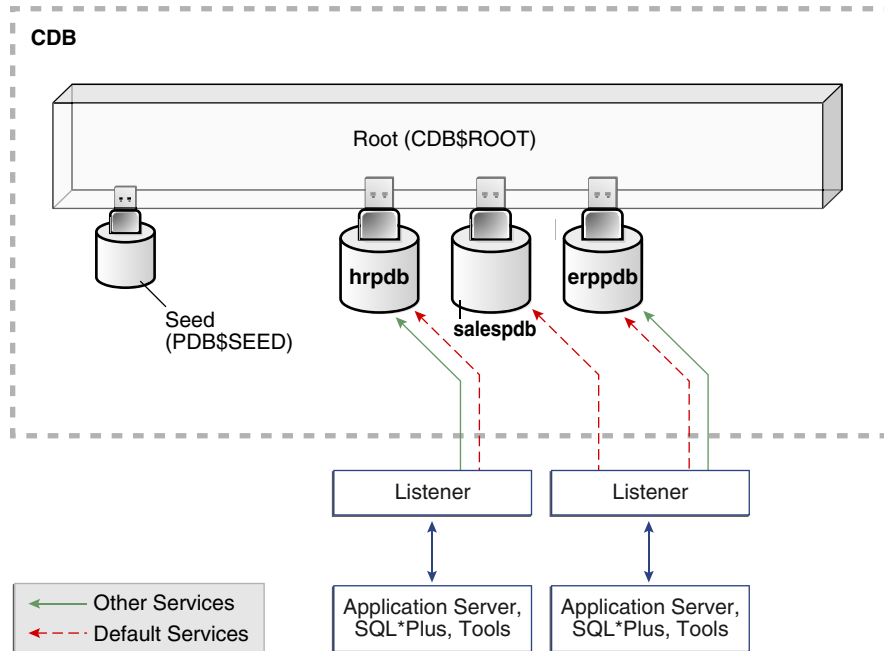 CDB
Root (CDB$ROOT)
hrpdb
salespdb
erppdb
Seed
(PDB$SEED)
Listener
Listener
Application Server,
SQL*Plus, Tools
Application Server,
SQL*Plus, Tools
Other Services
Default Services